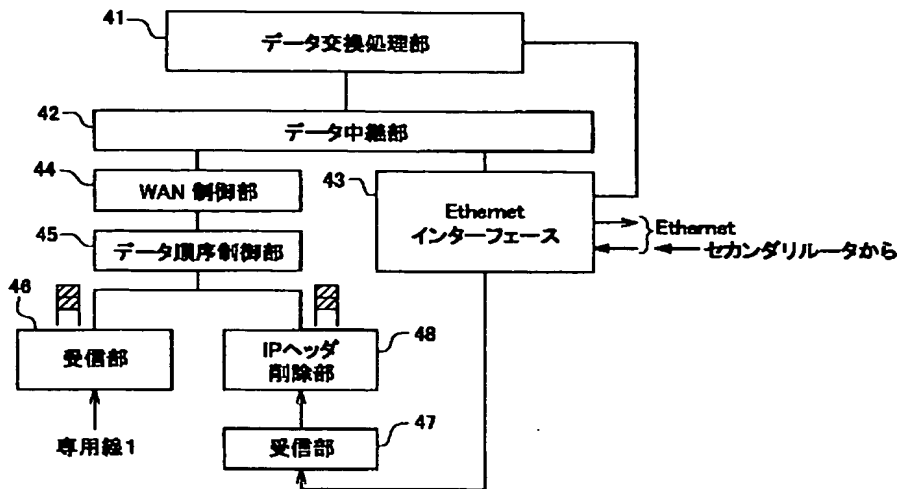 41
データ交換処理部
42
データ中継部
44
WAN 制御部
43
Ethernet
インターフェース
Ethernet
セカンダリルータから
45
データ順序制御部
46
受信部
専用線1
48
IPヘッダ
削除部
47
受信部